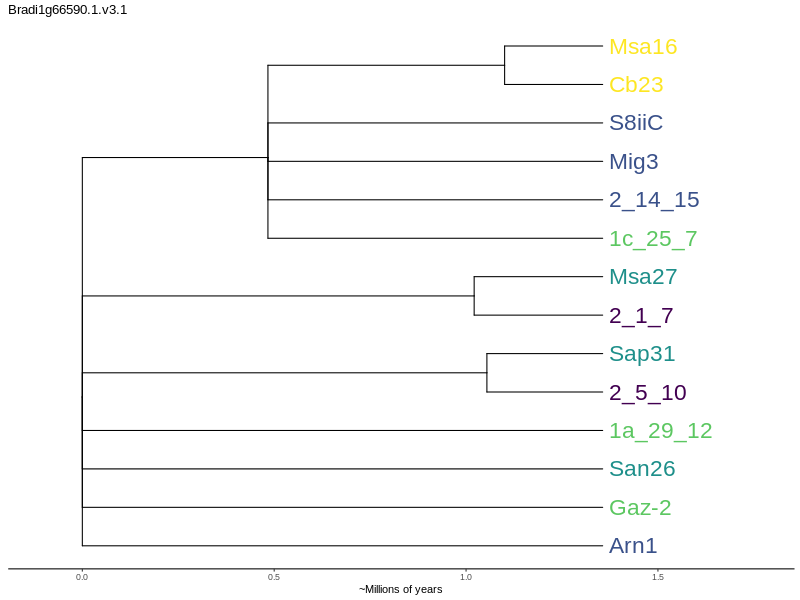 Bradi1g66590.1.v3.1
Msa16
Cb23
S8iiC
Mig3
2_14_15
1c_25_7
Msa27
2_1_7
Sap31
2_5_10
1a_29_12
San26
Gaz-2
Arn1
0.0 0.5 1.0 1.5
~Millions of years